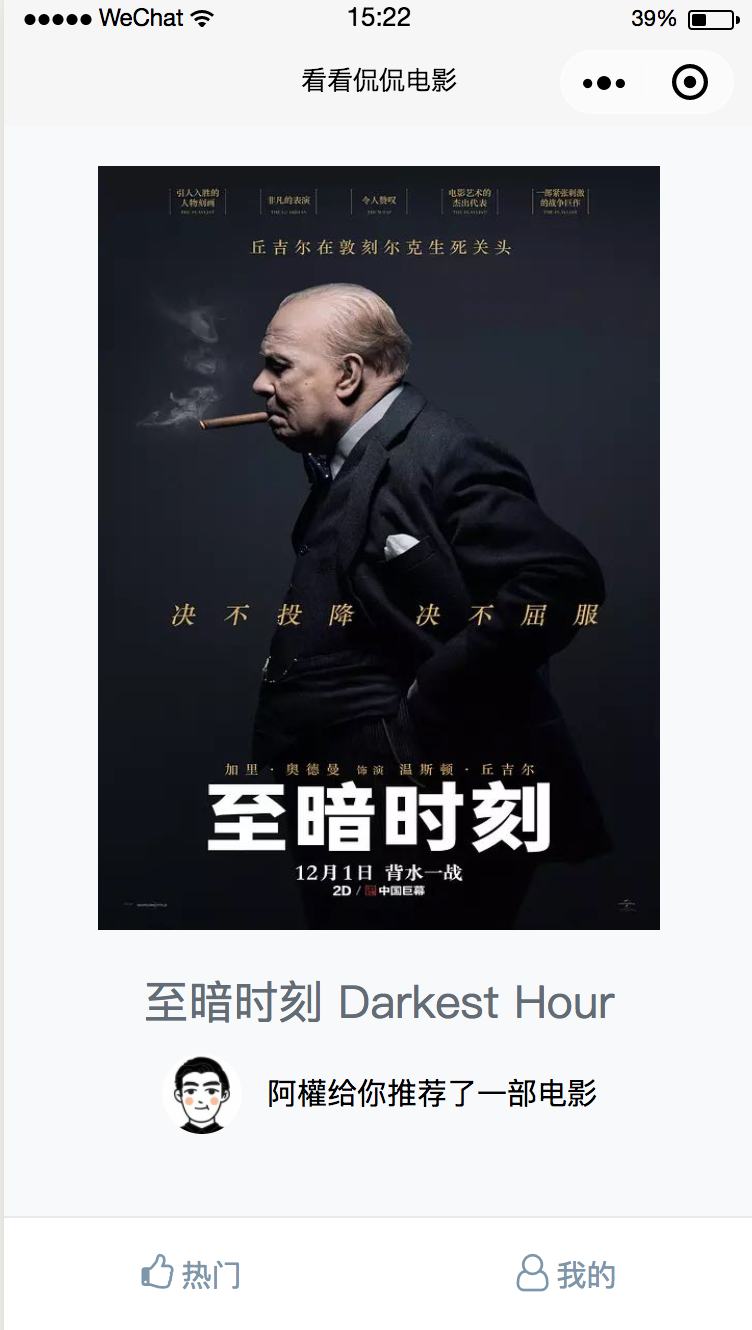 WeChat 15:22 39%
看看侃侃电影
引人入胜的 非凡的表演 令人赞叹 电影艺术的 一部紧张刺激
人物刻画 杰出代表 的战争巨作
丘吉尔在敦刻尔克生死关头
决不投降 决不屈服
加里·奥德曼 饰演 温斯顿·丘吉尔
至暗时刻
12月1日 背水一战
2D / 中国巨幕
至暗时刻 Darkest Hour
阿權给你推荐了一部电影
热门 我的